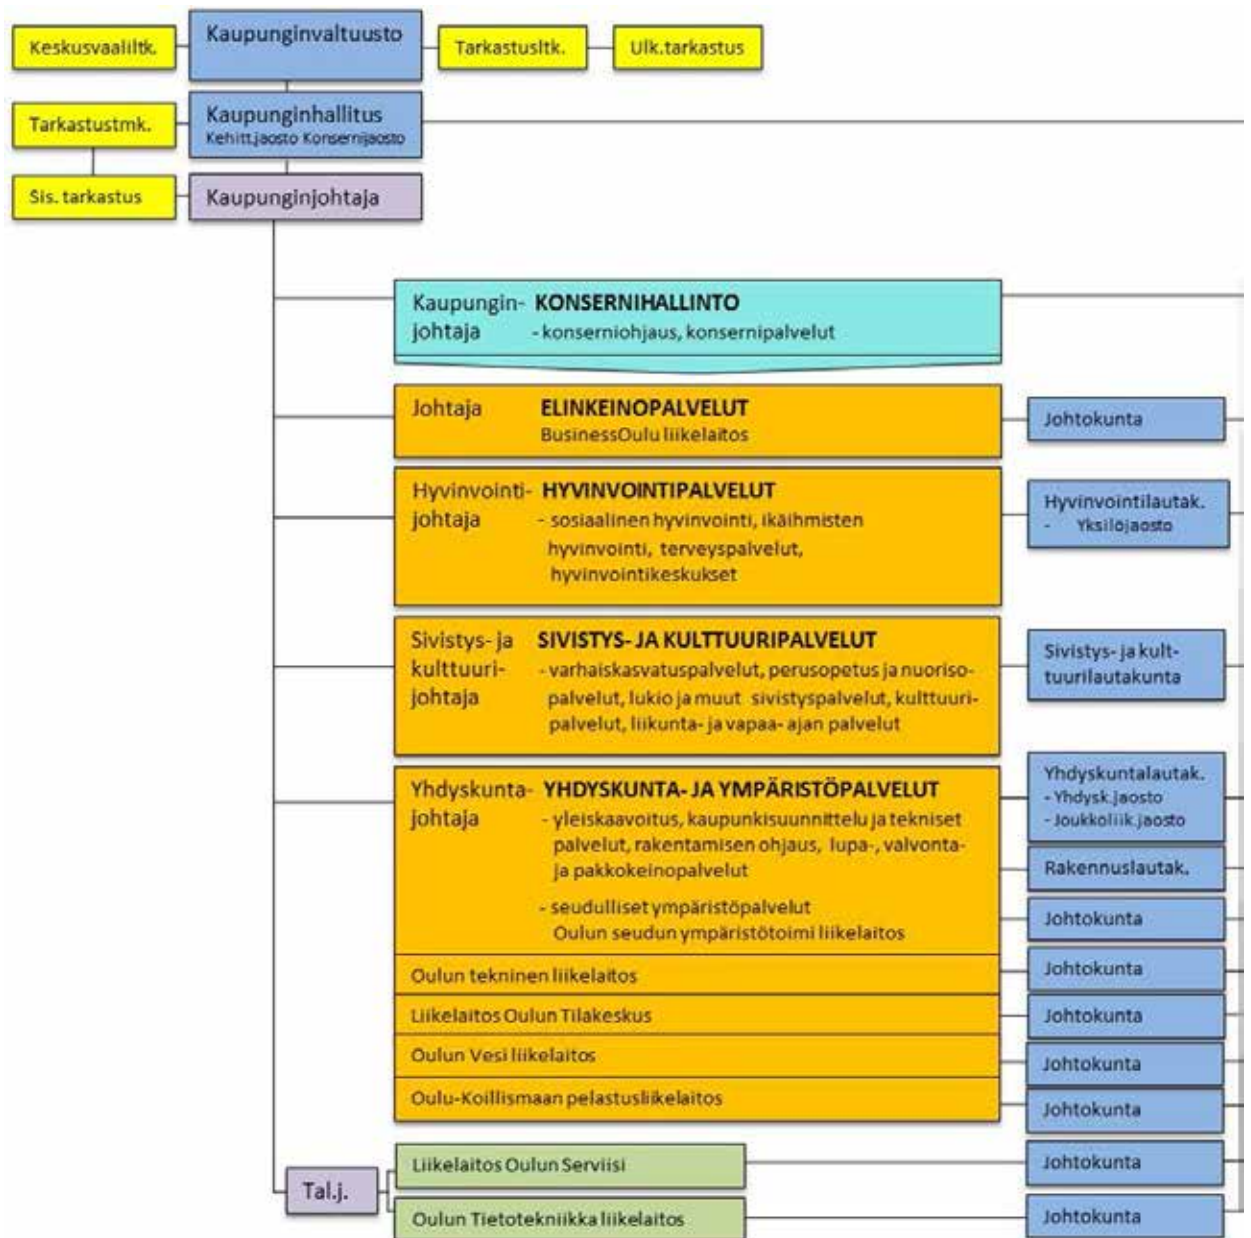 Keskusvaaliltk.
Kaupunginvaltuusto
Tarkastusltk.
Ulk.tarkastus
Tarkastustmk.
Kaupunginhallitus
Kehitt.jaosto Konsernijaosto
Sis. tarkastus
Kaupunginjohtaja
Kaupungin- KONSERNIHALLINTO
johtaja - konserniohjaus, konsernipalvelut
Johtaja ELINKEINOPALVELUT
BusinessOulu liikelaitos
Johtokunta
Hyvinvointi- HYVINVOINTIPALVELUT
johtaja - sosiaalinen hyvinvointi, ikäihmisten
hyvinvointi, terveyspalvelut,
hyvinvointikeskukset
Hyvinvointilautak.
- Yksilöjaosto
Sivistys- ja SIVISTYS- JA KULTTUURIPALVELUT
kulttuuri- - varhaiskasvatuspalvelut, perusopetus ja nuoriso-
johtaja palvelut, lukio ja muut sivistyspalvelut, kulttuuri-
palvelut, liikunta- ja vapaa- ajan palvelut
Sivistys- ja kult-
tuurilautakunta
Yhdyskunta- YHDYSKUNTA- JA YMPÄRISTÖPALVELUT
johtaja - yleiskaavoitus, kaupunkisuunnittelu ja tekniset
palvelut, rakentamisen ohjaus, lupa-, valvonta-
ja pakkokeinopalvelut
- seudulliset ympäristöpalvelut
Oulun seudun ympäristötoimi liikelaitos
Yhdyskuntalautak.
- Yhdysk.jaosto
- Joukkoliik.jaosto
Rakennuslautak.
Johtokunta
Oulun tekninen liikelaitos
Johtokunta
Liikelaitos Oulun Tilakeskus
Johtokunta
Oulun Vesi liikelaitos
Johtokunta
Oulu-Koillismaan pelastusliikelaitos
Johtokunta
Tal.j.
Liikelaitos Oulun Serviisi
Johtokunta
Oulun Tietotekniikka liikelaitos
Johtokunta